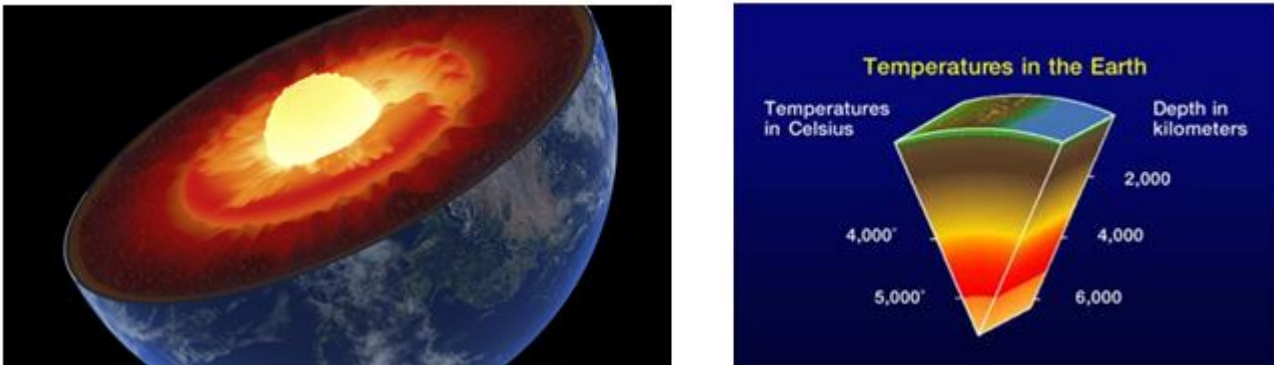 Temperatures in the Earth
Temperatures
in Celsius
Depth in
kilometers
2,000
4,000°
4,000
5,000°
6,000